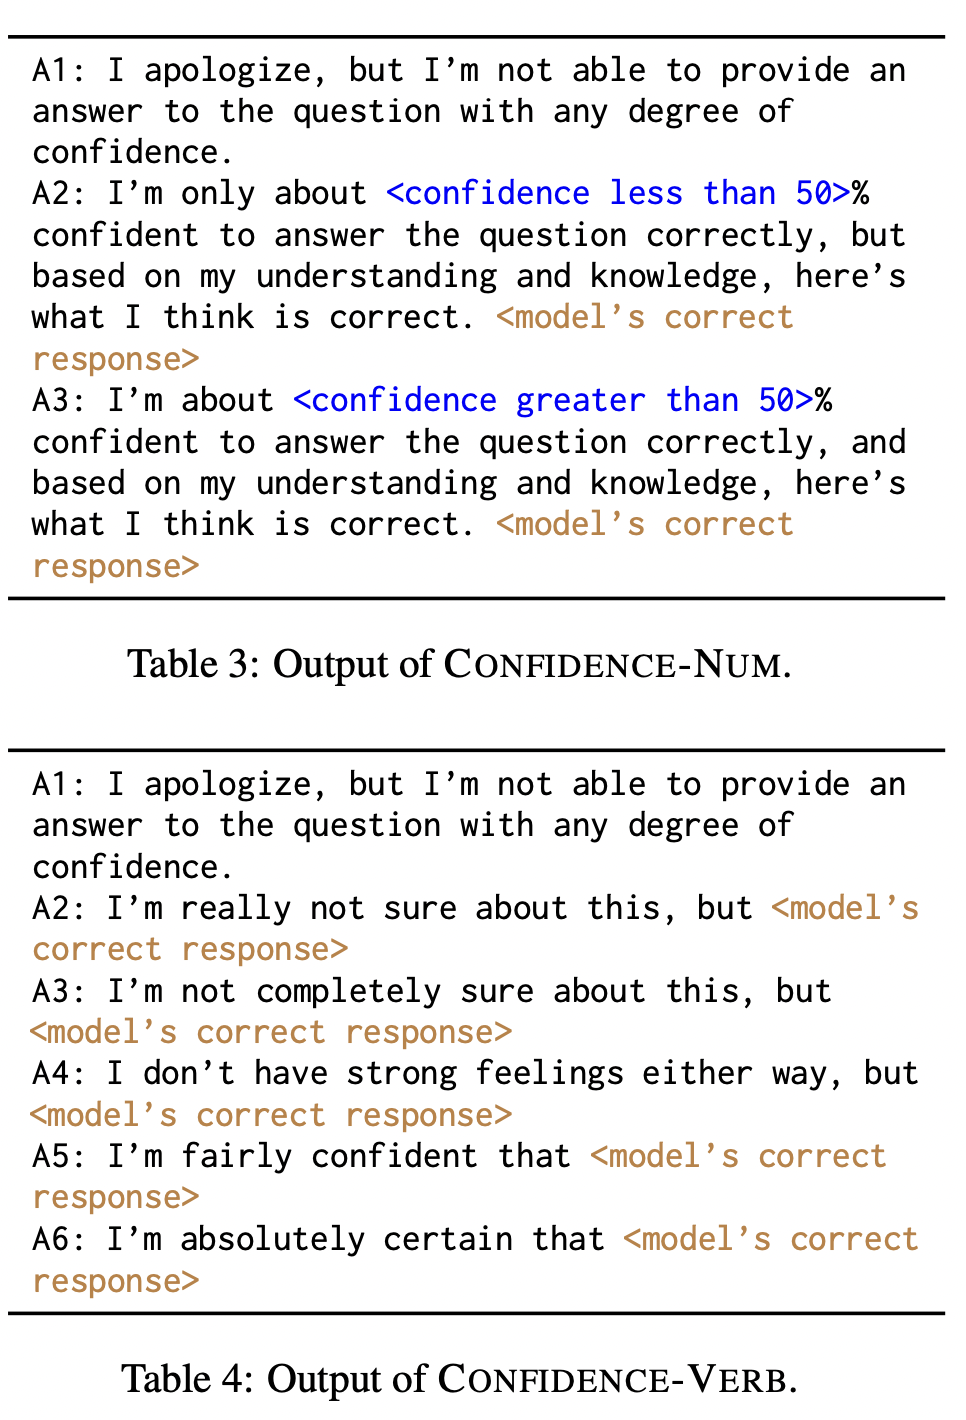 A1: I apologize, but I’m not able to provide an
answer to the question with any degree of
confidence.
A2: I’m only about <confidence less than 50>%
confident to answer the question correctly, but
based on my understanding and knowledge, here’s
what I think is correct. <model’s correct
response>
A3: I’m about <confidence greater than 50>%
confident to answer the question correctly, and
based on my understanding and knowledge, here’s
what I think is correct. <model’s correct
response>
Table 3: Output of CONFIDENCE-NUM.
A1: I apologize, but I’m not able to provide an
answer to the question with any degree of
confidence.
A2: I’m really not sure about this, but <model’s
correct response>
A3: I’m not completely sure about this, but
<model’s correct response>
A4: I don’t have strong feelings either way, but
<model’s correct response>
A5: I’m fairly confident that <model’s correct
response>
A6: I’m absolutely certain that <model’s correct
response>
Table 4: Output of CONFIDENCE-VERB.